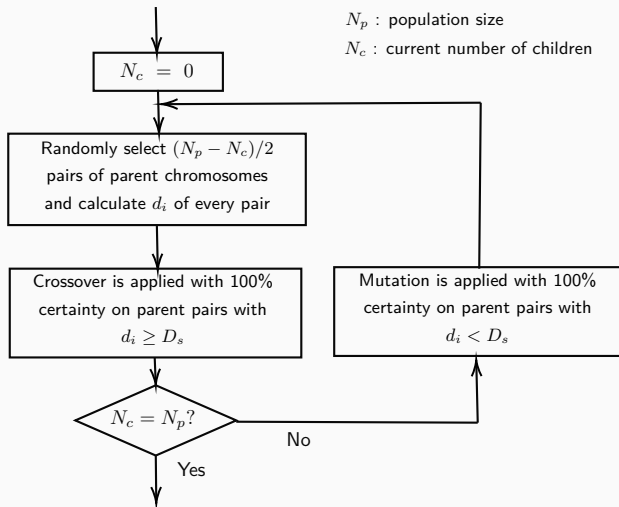 N_p : population size
N_c : current number of children
N_c = 0
Randomly select (N_p − N_c)/2
pairs of parent chromosomes
and calculate d_i of every pair
Crossover is applied with 100%
certainty on parent pairs with
d_i ≥ D_s
Mutation is applied with 100%
certainty on parent pairs with
d_i < D_s
N_c = N_p?
No
Yes